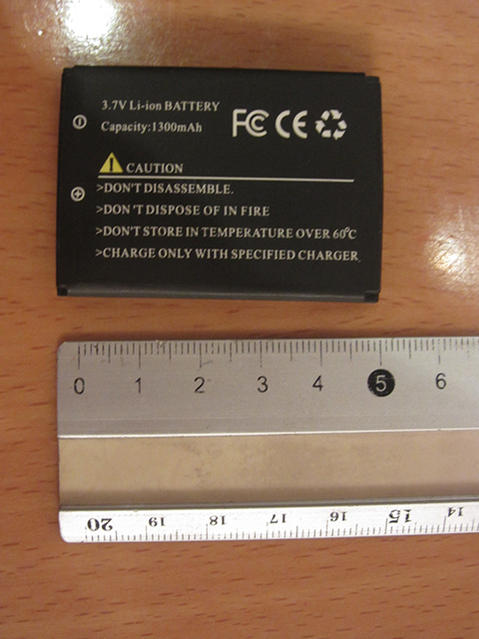 3.7V Li-ion BATTERY
Capacity:1300mAh
FC CE
CAUTION
>DON'T DISASSEMBLE.
>DON'T DISPOSE OF IN FIRE
>DON'T STORE IN TEMPERATURE OVER 60°C
>CHARGE ONLY WITH SPECIFIED CHARGER
0 1 2 3 4 5 6
20 19 18 17 16 15 14